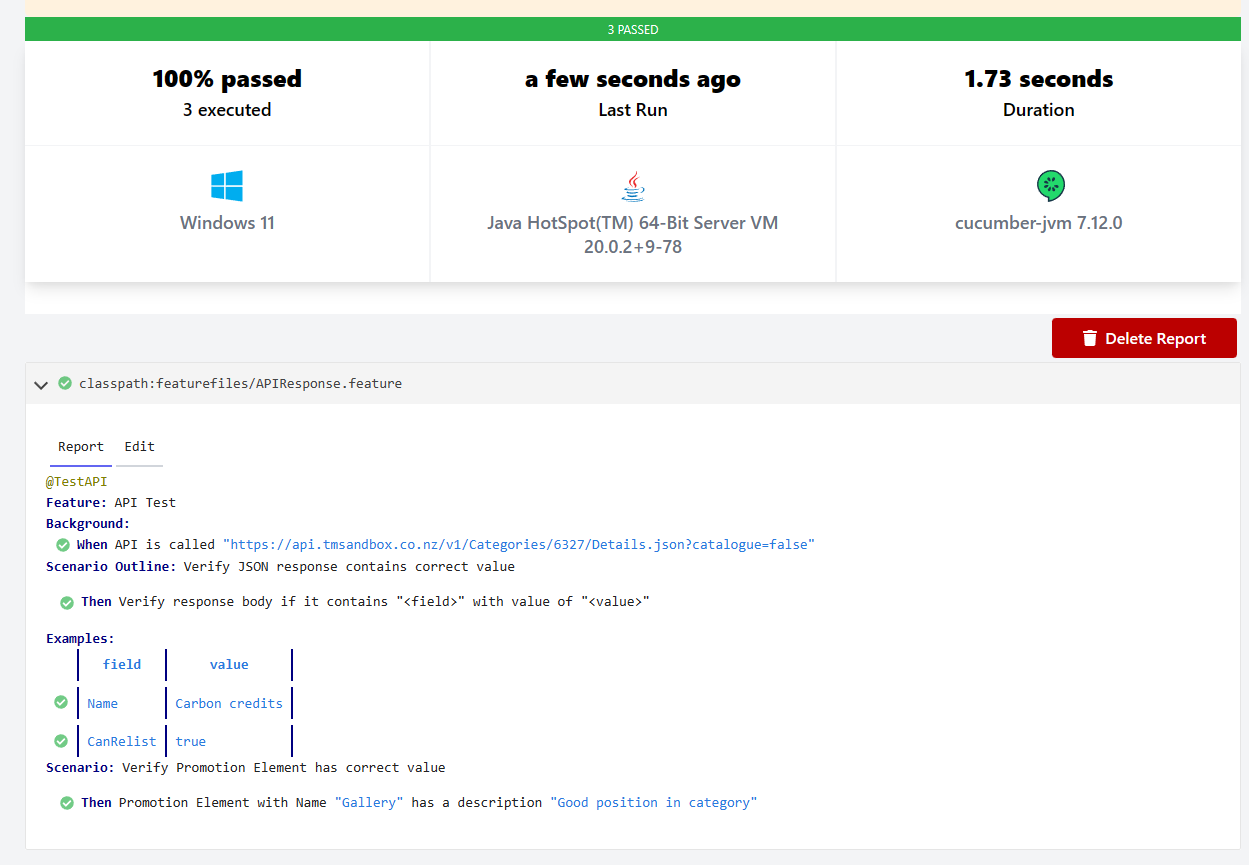 3 PASSED
100% passed
3 executed
a few seconds ago
Last Run
1.73 seconds
Duration
Windows 11
Java HotSpot(TM) 64-Bit Server VM
20.0.2+9-78
cucumber-jvm 7.12.0
Delete Report
classpath:featurefiles/APIResponse.feature
Report Edit
@TestAPI
Feature: API Test
Background:
When API is called "https://api.tmsandbox.co.nz/v1/Categories/6327/Details.json?catalogue=false"
Scenario Outline: Verify JSON response contains correct value
Then Verify response body if it contains "<field>" with value of "<value>"
Examples:
field value
Name Carbon credits
CanRelist true
Scenario: Verify Promotion Element has correct value
Then Promotion Element with Name "Gallery" has a description "Good position in category"